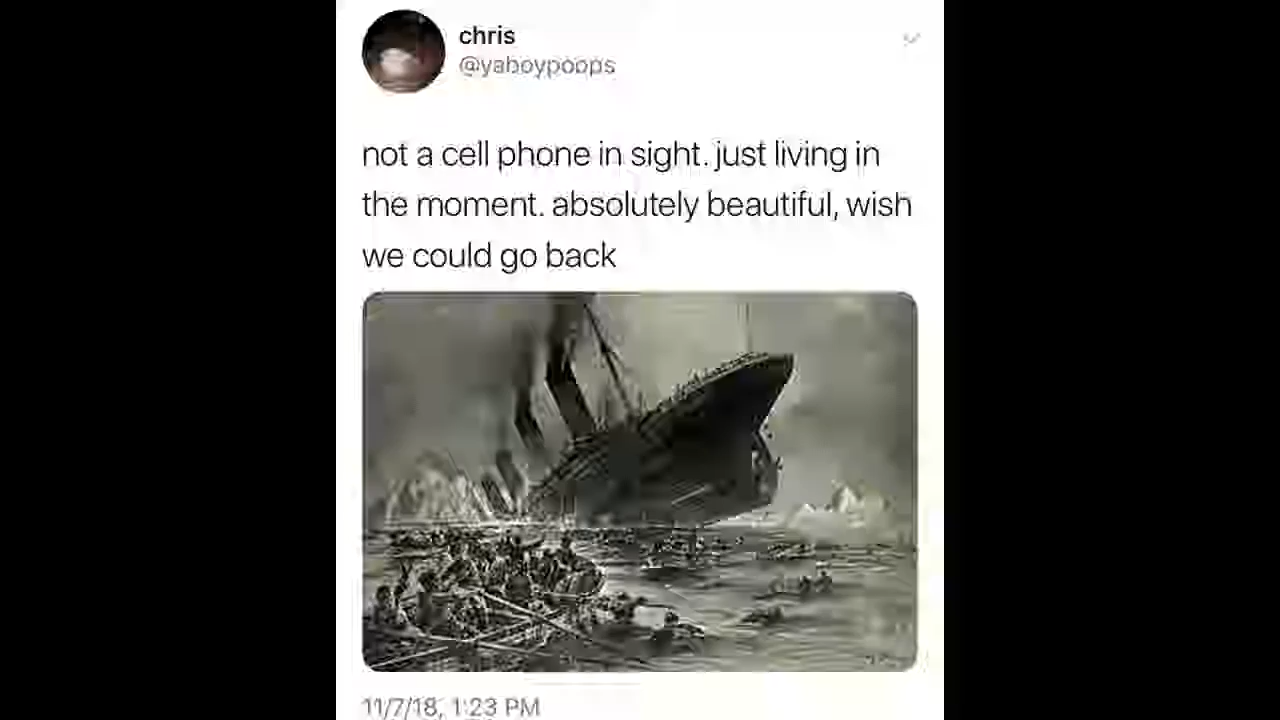 chris
@yaboypoops
not a cell phone in sight. just living in
the moment. absolutely beautiful, wish
we could go back
11/7/18, 1:23 PM